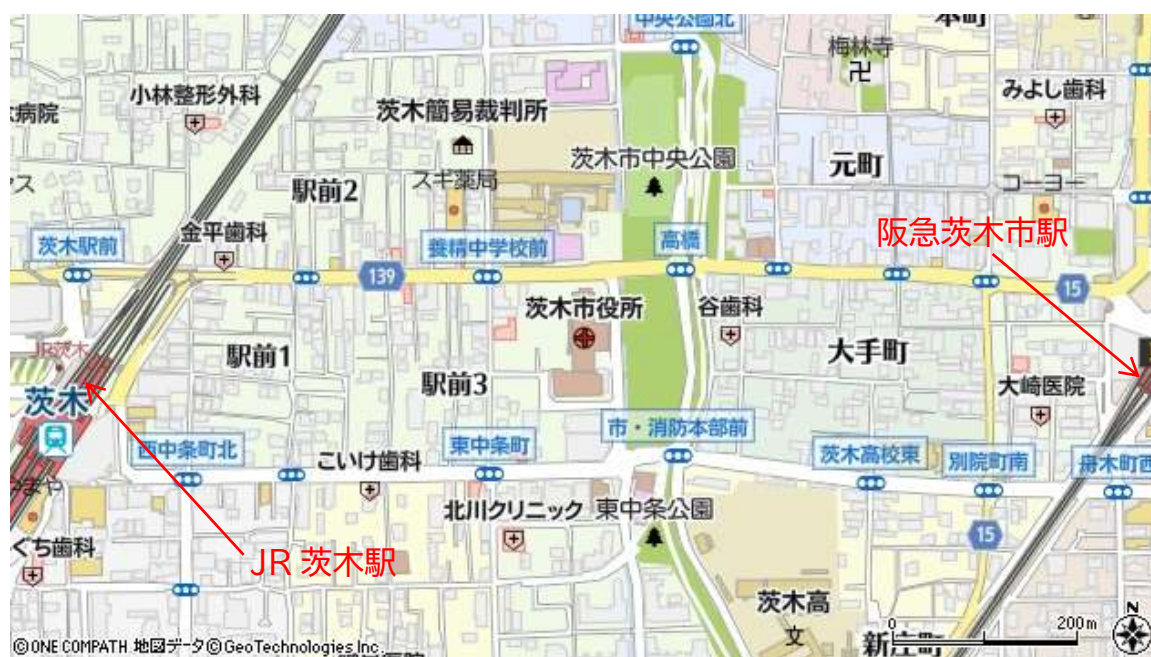 中央公園北
本町
梅林寺
小林整形外科
病院
茨木簡易裁判所
みよし歯科
茨木市中央公園
元町
スギ薬局
コーヨー
駅前2
金平歯科
茨木駅前
養精中学校前
高橋
阪急茨木市駅
139
15
茨木市役所
谷歯科
JR茨木
駅前1
大手町
駅前3
大崎医院
茨木
市・消防本部前
西中条町北
東中条町
こいけ歯科
茨木高校東
別院町南
舟木町西
北川クリニック
東中条公園
15
ぐち歯科
JR 茨木駅
茨木高
文
新庄町
0
200m
N
©ONE COMPATH 地図データ©GeoTechnologies Inc.